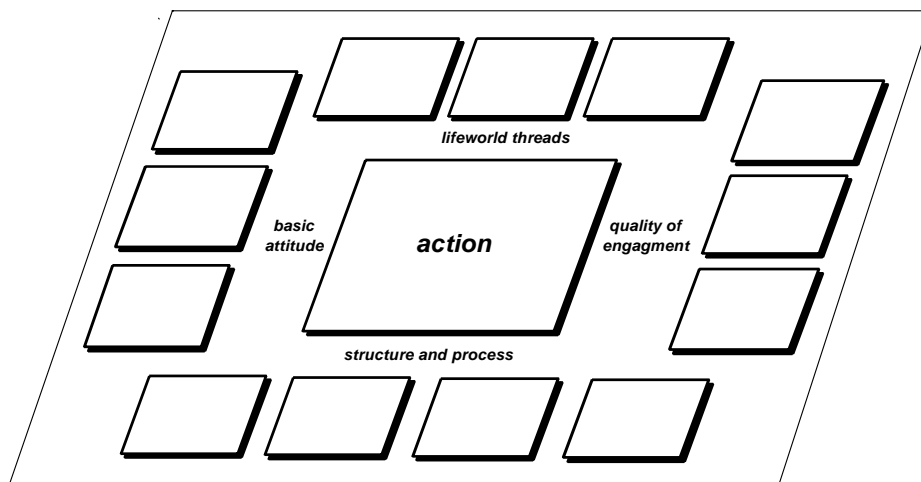 lifeworld threads
basic
attitude
action
quality of
engagment
structure and process